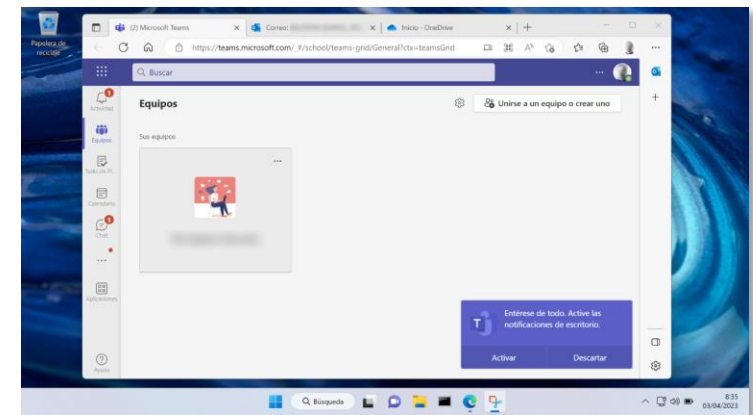 Papelera de
reciclaje
(2) Microsoft Teams
Correo:
Inicio - OneDrive
https://teams.microsoft.com/_#/school/teams-grid/General?ctx=teamsGrid
Buscar
Actividad
Equipos
Unirse a un equipo o crear uno
Equipos
Sus equipos
Calendario
Chat
Aplicaciones
Ayuda
Entérese de todo. Active las
notificaciones de escritorio.
Activar
Descartar
Búsqueda
8:35
03/04/2023